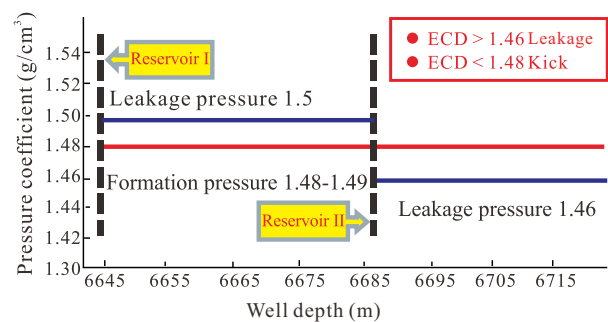 Pressure coefficient (g/cm³)
1.54
1.52
1.50
1.48
1.46
1.44
1.42
1.30
Reservoir I
ECD > 1.46 Leakage
ECD < 1.48 Kick
Leakage pressure 1.5
Formation pressure 1.48-1.49
Reservoir II
Leakage pressure 1.46
6645 6655 6665 6675 6685 6695 6705 6715
Well depth (m)